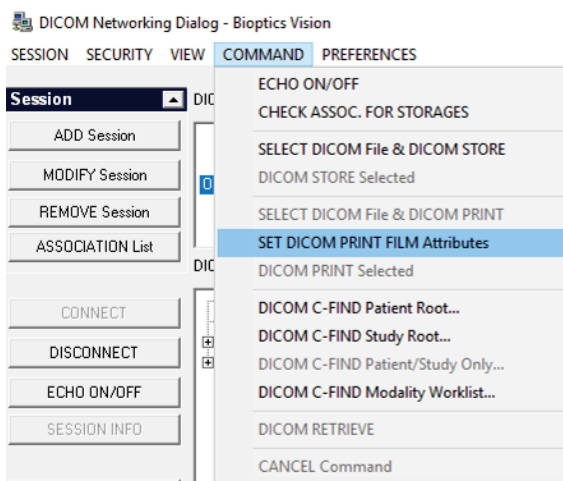 DICOM Networking Dialog - Bioptics Vision
SESSION SECURITY VIEW COMMAND PREFERENCES
Session
ADD Session
MODIFY Session
REMOVE Session
ASSOCIATION List
CONNECT
DISCONNECT
ECHO ON/OFF
SESSION INFO
DIC
0
DIC
ECHO ON/OFF
CHECK ASSOC. FOR STORAGES
SELECT DICOM File & DICOM STORE
DICOM STORE Selected
SELECT DICOM File & DICOM PRINT
SET DICOM PRINT FILM Attributes
DICOM PRINT Selected
DICOM C-FIND Patient Root...
DICOM C-FIND Study Root...
DICOM C-FIND Patient/Study Only...
DICOM C-FIND Modality Worklist...
DICOM RETRIEVE
CANCEL Command